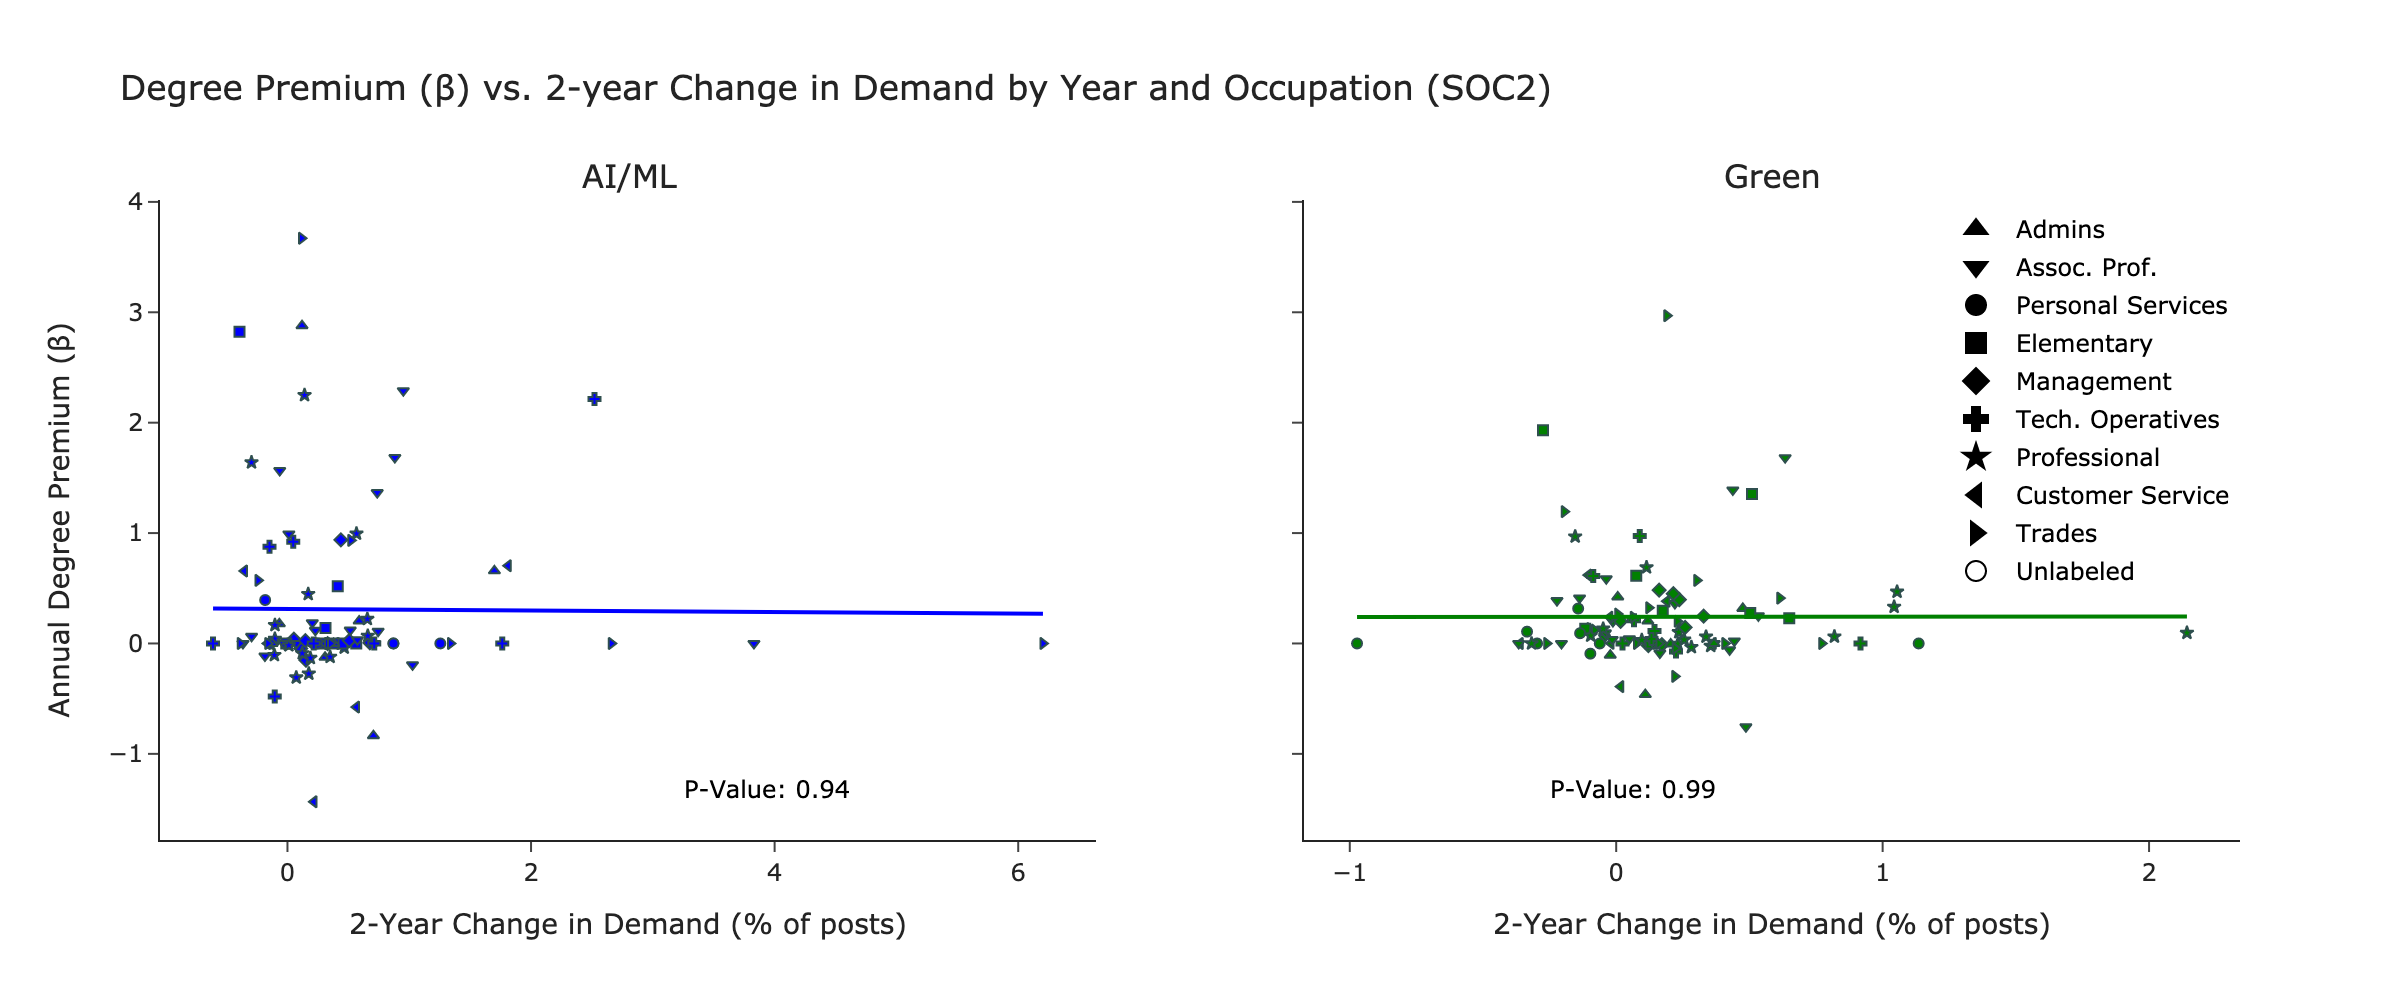 Degree Premium (β) vs. 2-year Change in Demand by Year and Occupation (SOC2)
AI/ML
Green
Annual Degree Premium (β)
4
3
2
1
0
−1
0
2
4
6
2-Year Change in Demand (% of posts)
P-Value: 0.94
−1
0
1
2
2-Year Change in Demand (% of posts)
P-Value: 0.99
Admins
Assoc. Prof.
Personal Services
Elementary
Management
Tech. Operatives
Professional
Customer Service
Trades
Unlabeled